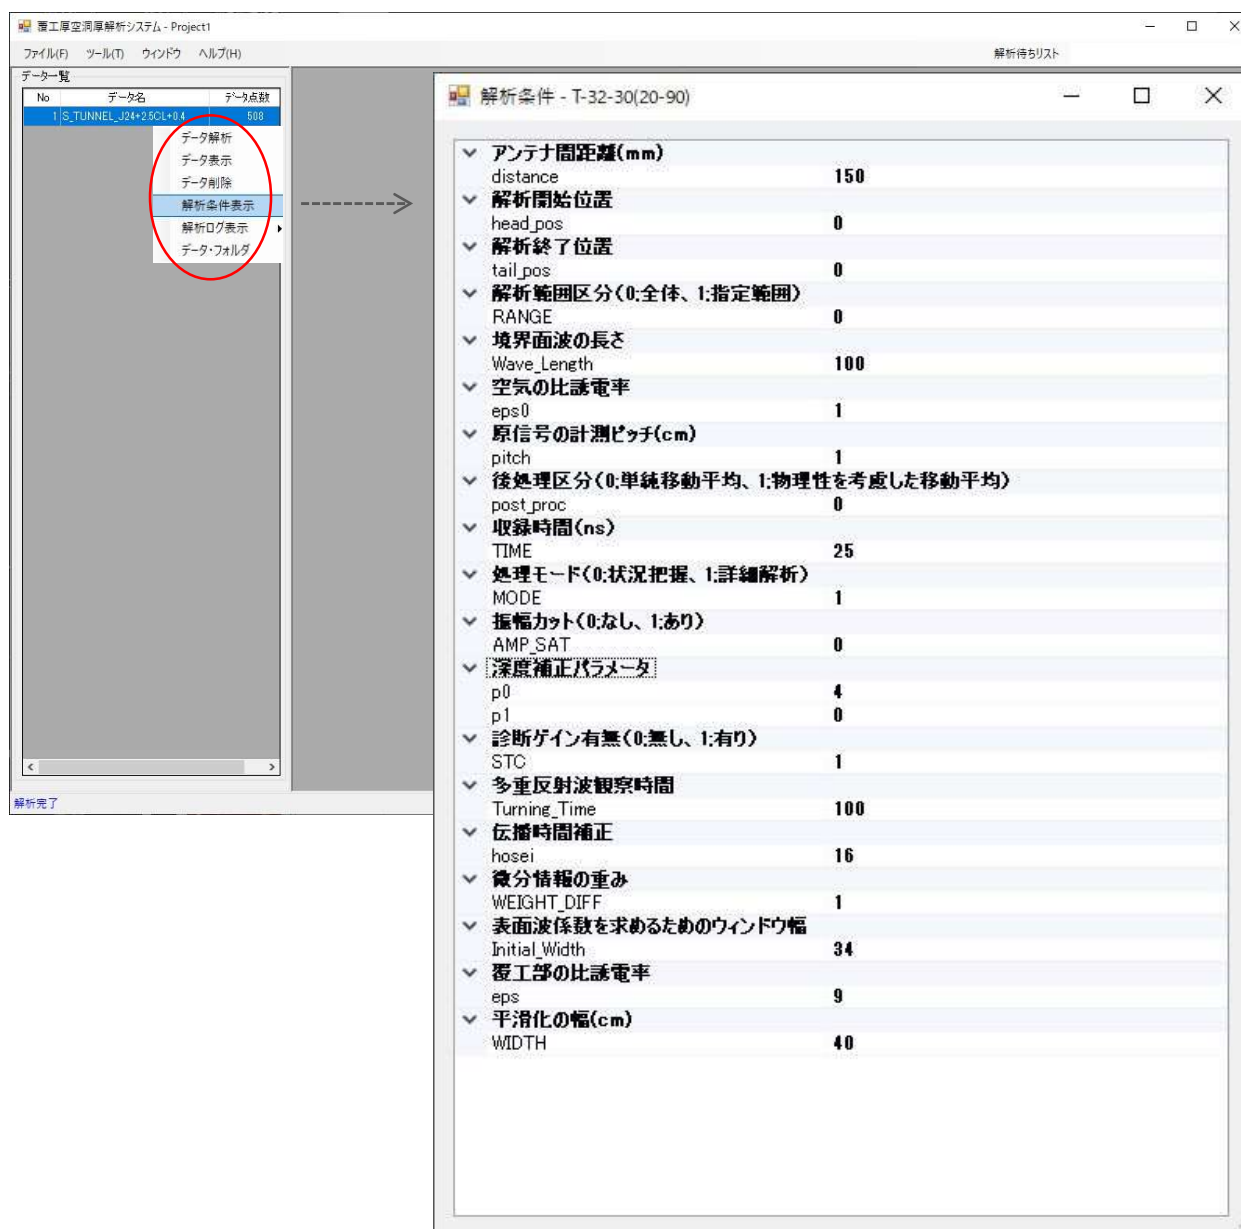 覆工厚空洞厚解析システム - Project1
ファイル(F) ツール(T) ウィンドウ ヘルプ(H)
解析待ちリスト
データ一覧
No データ名 データ点数
1 S_TUNNEL_J24+2.5CL+0.4 508
データ解析
データ表示
データ削除
解析条件表示
解析ログ表示
データ・フォルダ
解析完了
解析条件 - T-32-30(20-90)
アンテナ間距離(mm)
distance 150
解析開始位置
head_pos 0
解析終了位置
tail_pos 0
解析範囲区分(0:全体、1:指定範囲)
RANGE 0
境界面波の長さ
Wave_Length 100
空気の比誘電率
eps0 1
原信号の計測ピッチ(cm)
pitch 1
後処理区分(0:単純移動平均、1:物理性を考慮した移動平均)
post_proc 0
収録時間(ns)
TIME 25
処理モード(0:状況把握、1:詳細解析)
MODE 1
振幅カット(0:なし、1:あり)
AMP_SAT 0
深度補正パラメータ
p0 4
p1 0
診断ゲイン有無(0:無し、1:有り)
STC 1
多重反射波観察時間
Turning_Time 100
伝播時間補正
hosei 16
微分情報の重み
WEIGHT_DIFF 1
表面波係数を求めるためのウィンドウ幅
Initial_Width 34
覆工部の比誘電率
eps 9
平滑化の幅(cm)
WIDTH 40